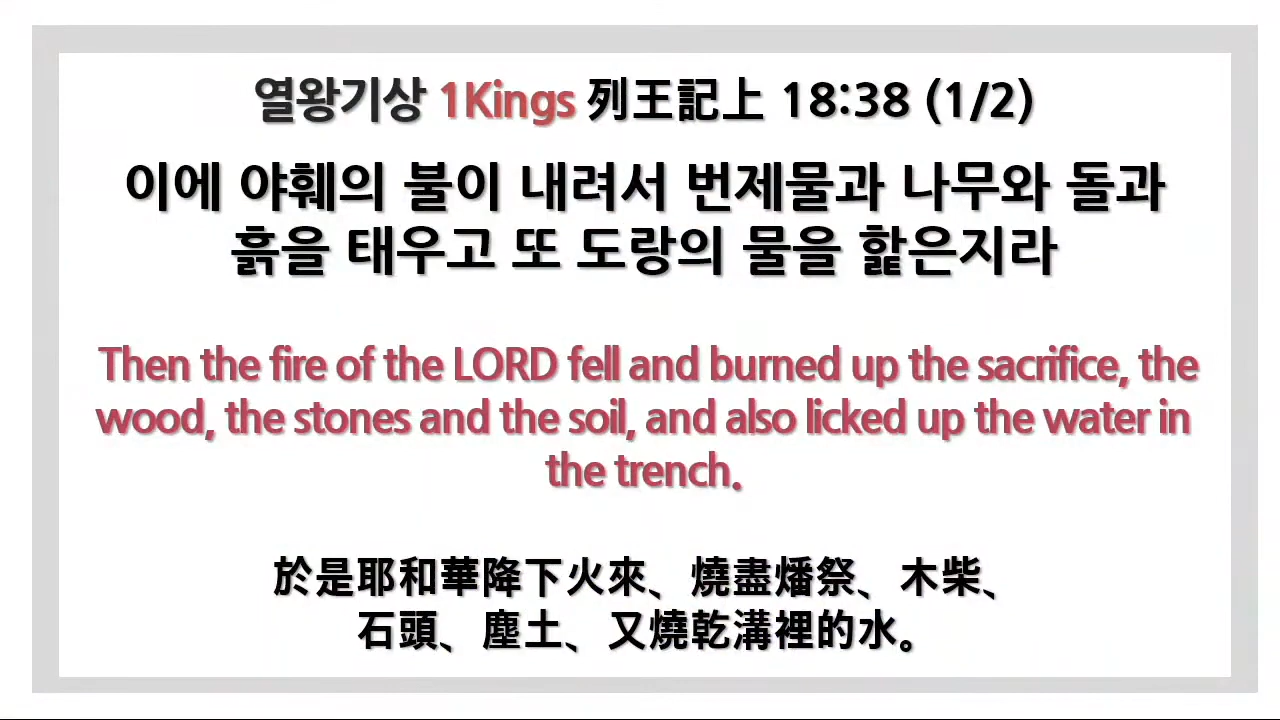 열왕기상 1Kings 列王記上 18:38 (1/2)
이에 야훼의 불이 내려서 번제물과 나무와 돌과
흙을 태우고 또 도랑의 물을 핥은지라
Then the fire of the LORD fell and burned up the sacrifice, the
wood, the stones and the soil, and also licked up the water in
the trench.
於是耶和華降下火來、燒盡燔祭、木柴、
石頭、塵土、又燒乾溝裡的水。